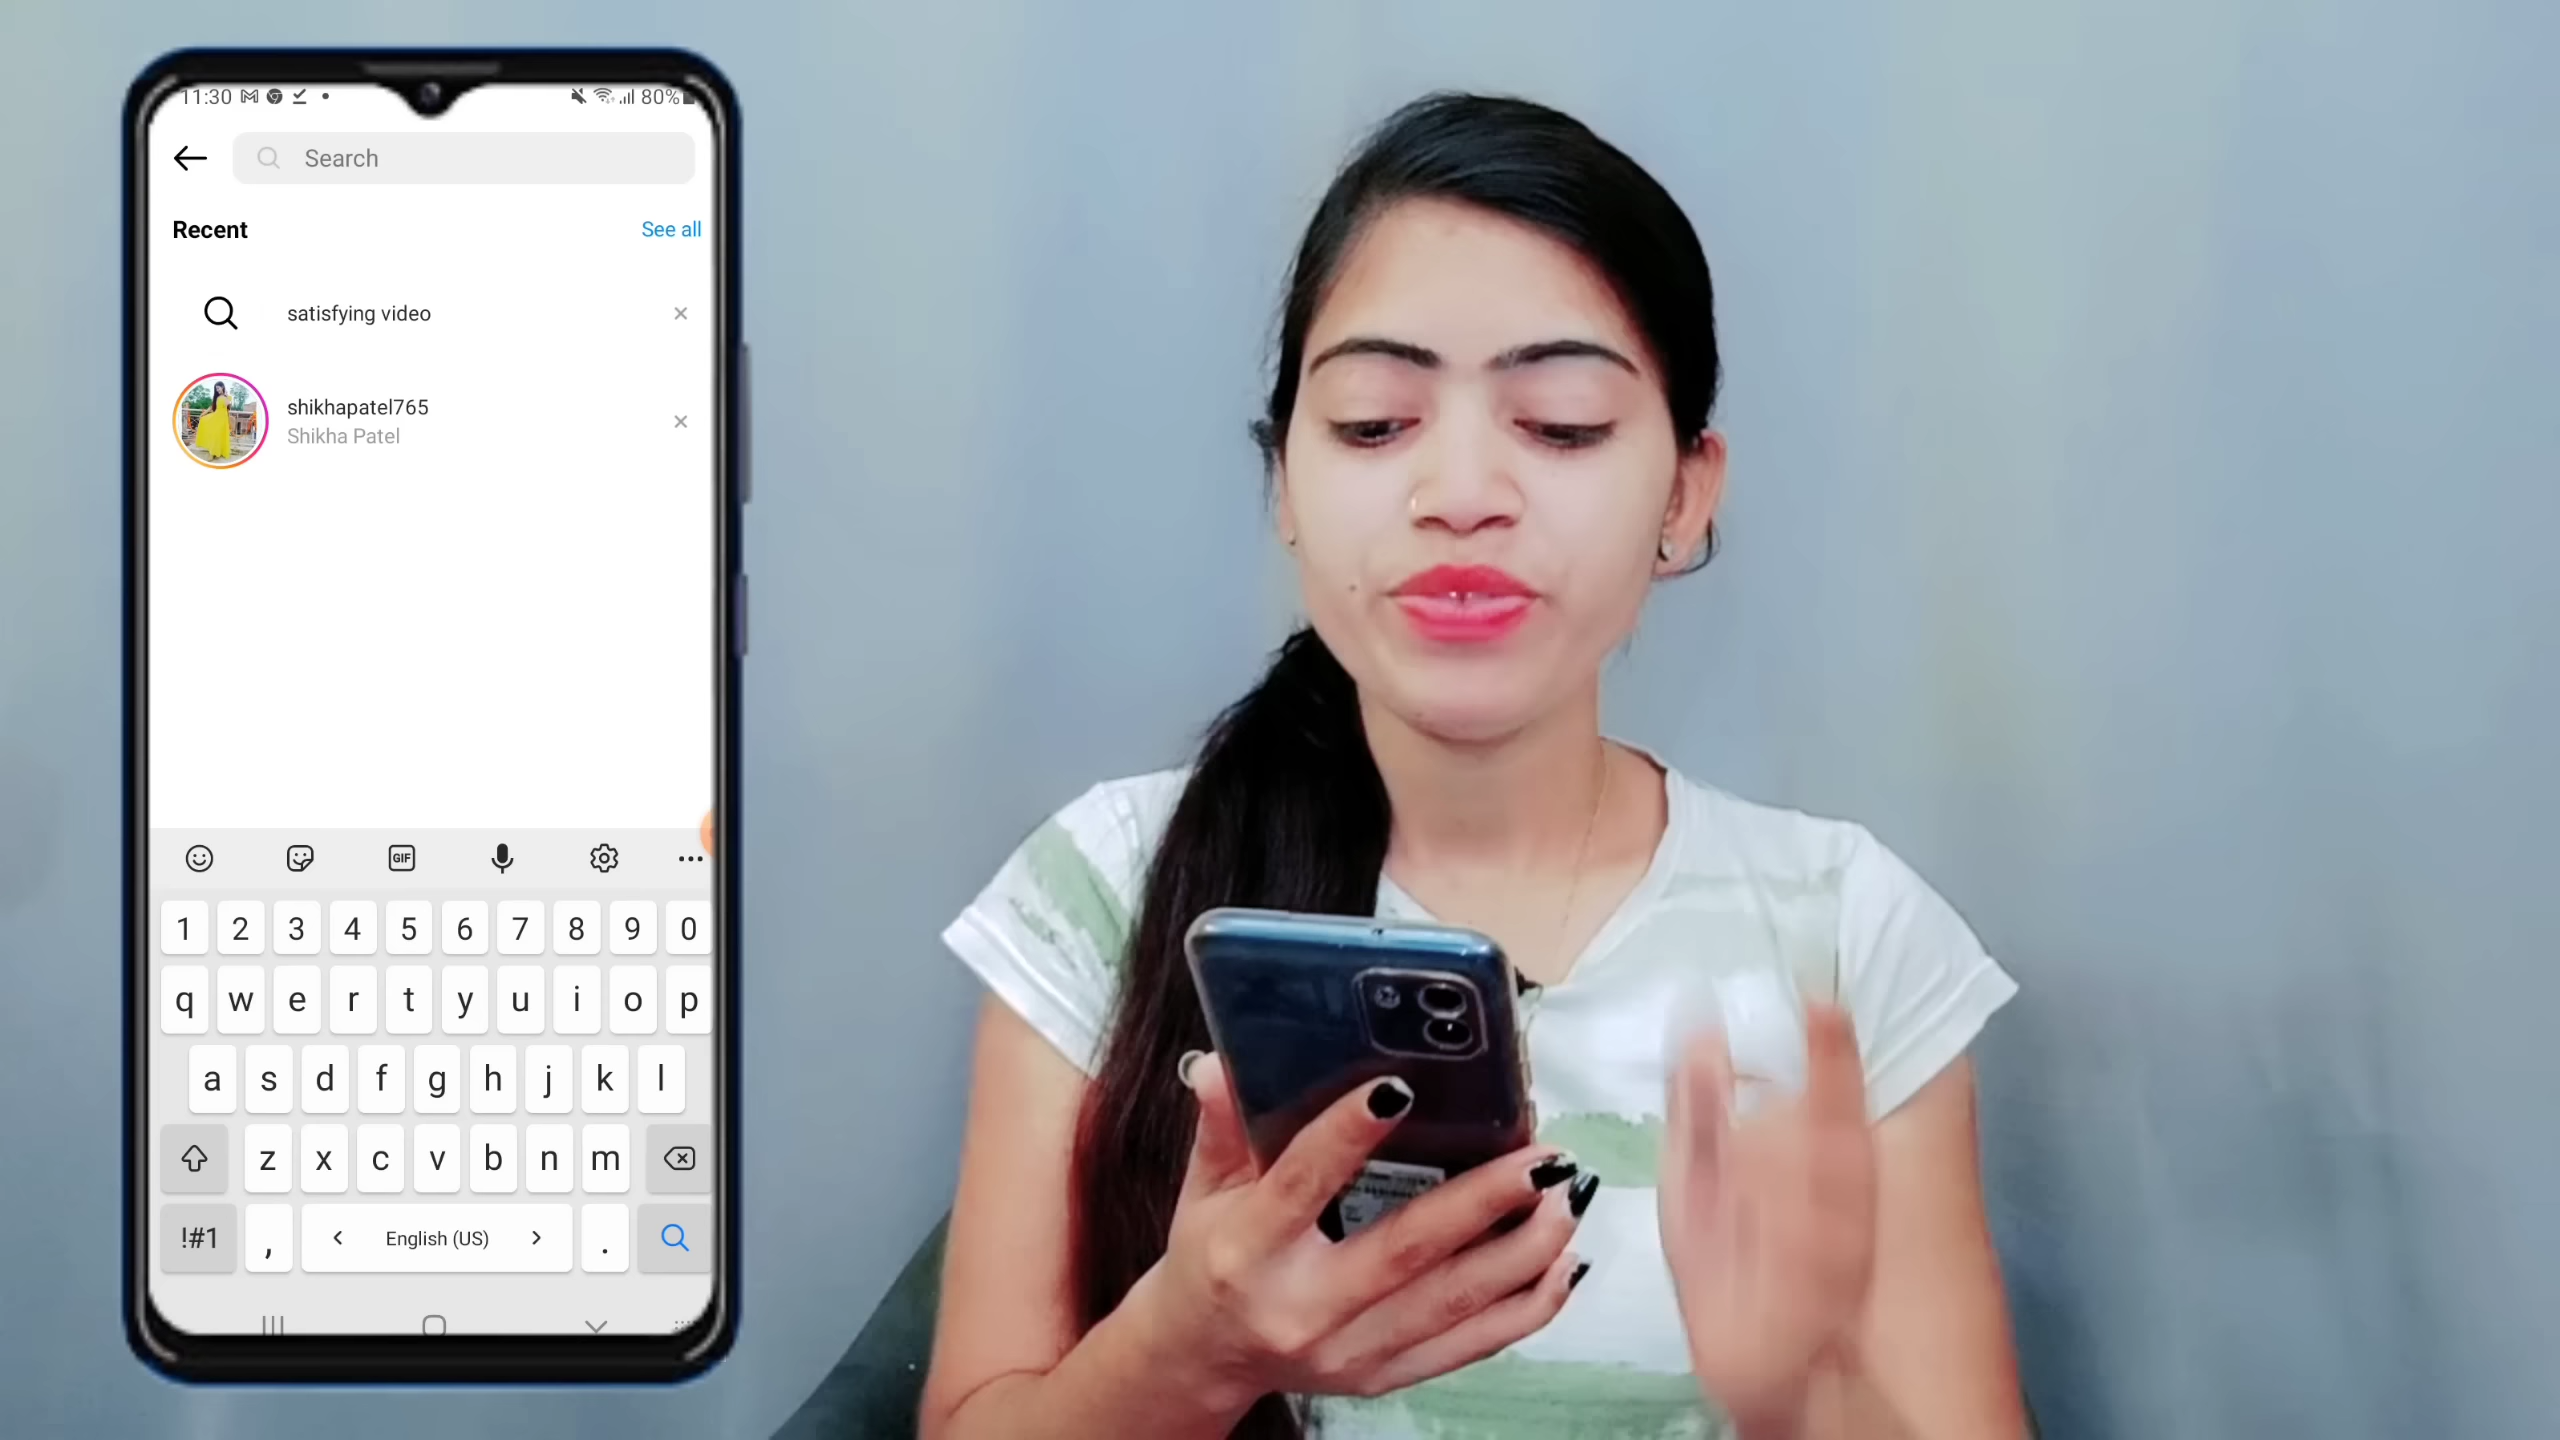 11:30 80%
Search
Recent See all
satisfying video
shikhapatel765
Shikha Patel
GIF
1 2 3 4 5 6 7 8 9 0
q w e r t y u i o p
a s d f g h j k l
z x c v b n m
!#1 , < English (US) > .